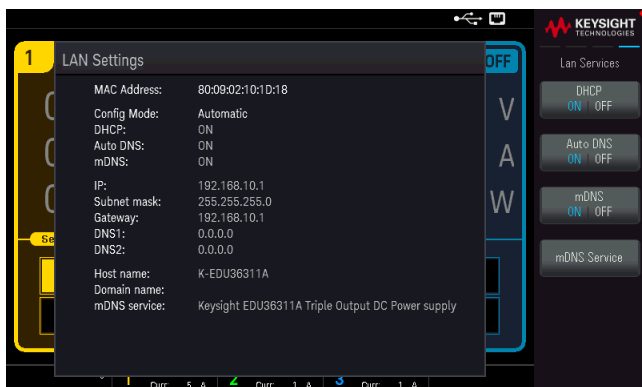 KEYSIGHT
TECHNOLOGIES
1
LAN Settings
OFF
Lan Services
MAC Address: 80:09:02:10:1D:18
DHCP
ON OFF
Config Mode: Automatic
DHCP: ON
Auto DNS: ON
mDNS: ON
V
Auto DNS
ON OFF
A
IP: 192.168.10.1
Subnet mask: 255.255.255.0
Gateway: 192.168.10.1
DNS1: 0.0.0.0
DNS2: 0.0.0.0
W
mDNS
ON OFF
Se
mDNS Service
Host name: K-EDU36311A
Domain name:
mDNS service: Keysight EDU36311A Triple Output DC Power supply
1 Curr: 5 A 2 Curr: 1 A 3 Curr: 1 A